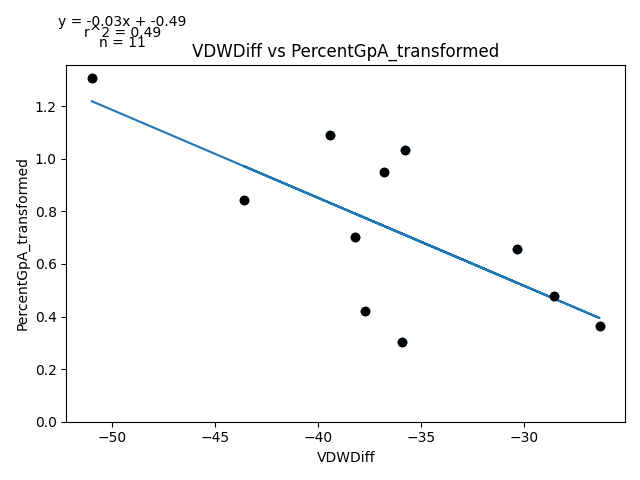 y = -0.03x + -0.49
r^2 = 0.49
n = 11
VDWDiff vs PercentGpA_transformed
PercentGpA_transformed
1.2
1.0
0.8
0.6
0.4
0.2
0.0
−50 −45 −40 −35 −30
VDWDiff